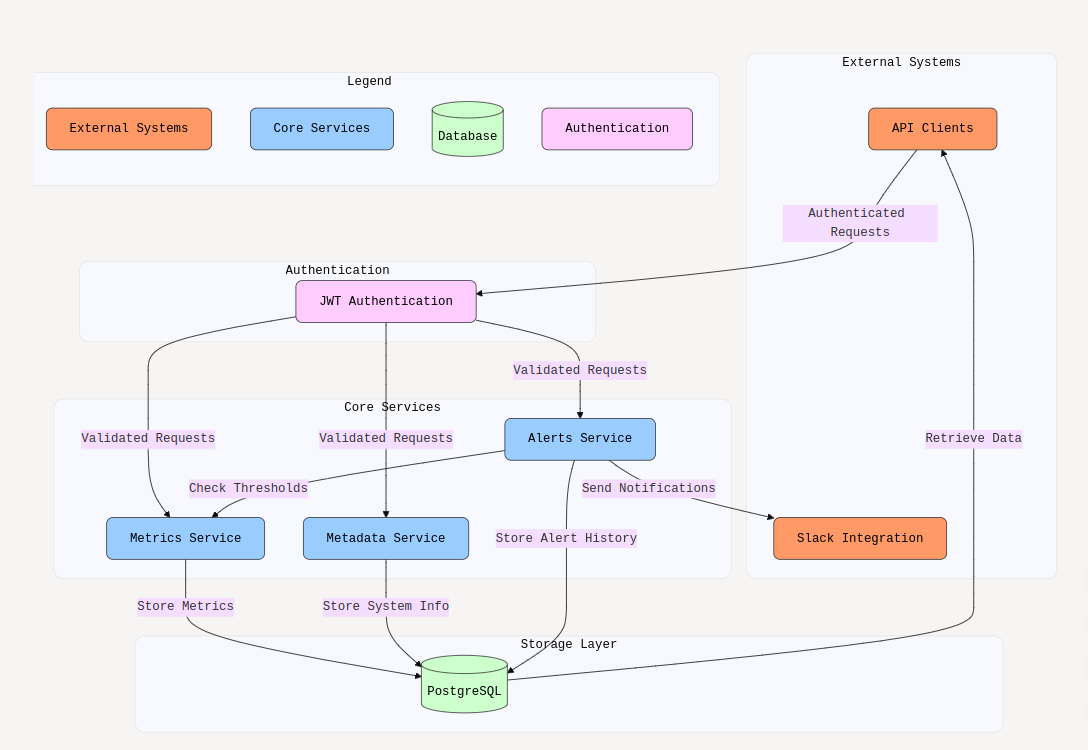 External Systems
Legend
External Systems
Core Services
Database
Authentication
API Clients
Authenticated
Requests
Authentication
JWT Authentication
Validated Requests
Core Services
Validated Requests
Validated Requests
Alerts Service
Retrieve Data
Check Thresholds
Send Notifications
Metrics Service
Metadata Service
Store Alert History
Slack Integration
Store Metrics
Store System Info
Storage Layer
PostgreSQL